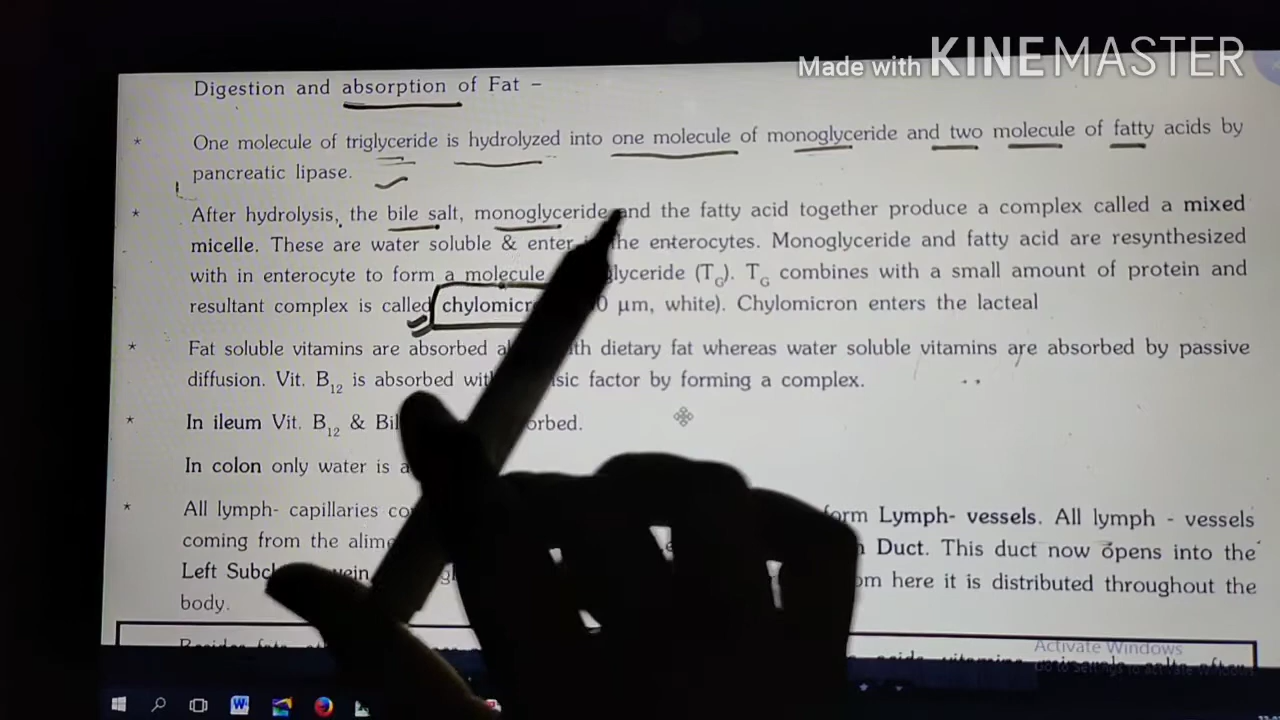 Made with KINEMASTER
Digestion and absorption of Fat –
* One molecule of triglyceride is hydrolyzed into one molecule of monoglyceride and two molecule of fatty acids by
pancreatic lipase.
* After hydrolysis, the bile salt, monoglyceride and the fatty acid together produce a complex called a mixed
micelle. These are water soluble & enter the enterocytes. Monoglyceride and fatty acid are resynthesized
with in enterocyte to form a molecule glyceride (TG). TG combines with a small amount of protein and
resultant complex is called chylomicr 0 μm, white). Chylomicron enters the lacteal
* Fat soluble vitamins are absorbed dietary fat whereas water soluble vitamins are absorbed by passive
diffusion. Vit. B12 is absorbed factor by forming a complex.
* In ileum Vit. B12 & orbed.
In colon only water is
* All lymph- capillaries form Lymph- vessels. All lymph - vessels
coming from the Duct. This duct now opens into the
Left vein here it is distributed throughout the
body.
Activate Windows